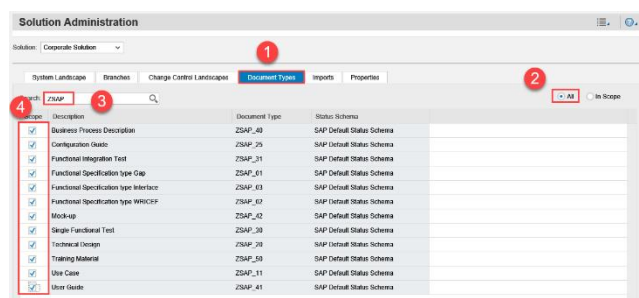 Solution Administration
Solution: Corporate Solution
1
System Landscape Branches Change Control Landscapes Document Types Imports Properties
2
Search: ZSAP 3 All In Scope
4
Scope Description Document Type Status Schema
Business Process Description ZSAP_40 SAP Default Status Schema
Configuration Guide ZSAP_25 SAP Default Status Schema
Functional Integration Test ZSAP_31 SAP Default Status Schema
Functional Specification type Gap ZSAP_01 SAP Default Status Schema
Functional Specification type Interface ZSAP_03 SAP Default Status Schema
Functional Specification type WRICEF ZSAP_02 SAP Default Status Schema
Mock-up ZSAP_42 SAP Default Status Schema
Single Functional Test ZSAP_30 SAP Default Status Schema
Technical Design ZSAP_20 SAP Default Status Schema
Training Material ZSAP_50 SAP Default Status Schema
Use Case ZSAP_11 SAP Default Status Schema
User Guide ZSAP_41 SAP Default Status Schema